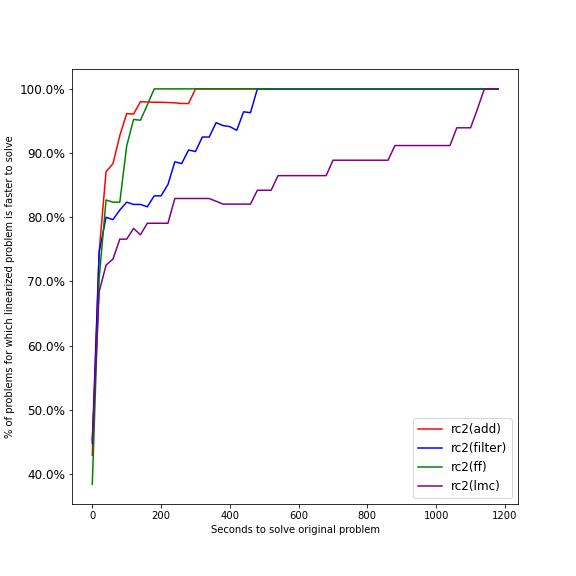 % of problems for which linearized problem is faster to solve
100.0%
90.0%
80.0%
70.0%
60.0%
50.0%
40.0%
rc2(add)
rc2(filter)
rc2(ff)
rc2(lmc)
0 200 400 600 800 1000 1200
Seconds to solve original problem